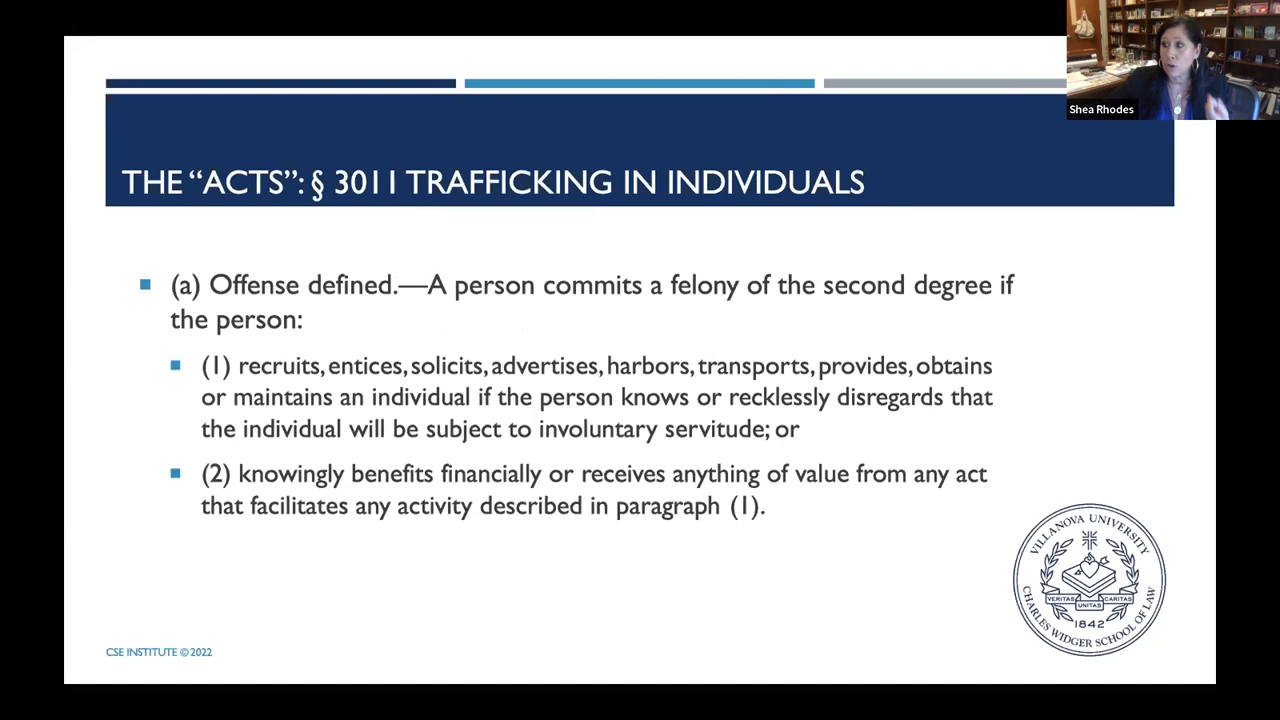 Shea Rhodes
THE “ACTS”: § 3011 TRAFFICKING IN INDIVIDUALS
(a) Offense defined.—A person commits a felony of the second degree if
the person:
(1) recruits, entices, solicits, advertises, harbors, transports, provides, obtains
or maintains an individual if the person knows or recklessly disregards that
the individual will be subject to involuntary servitude; or
(2) knowingly benefits financially or receives anything of value from any act
that facilitates any activity described in paragraph (1).
VILLANOVA UNIVERSITY
VERITAS UNITAS CARITAS
1842
CHARLES WIDGER SCHOOL OF LAW
CSE INSTITUTE © 2022